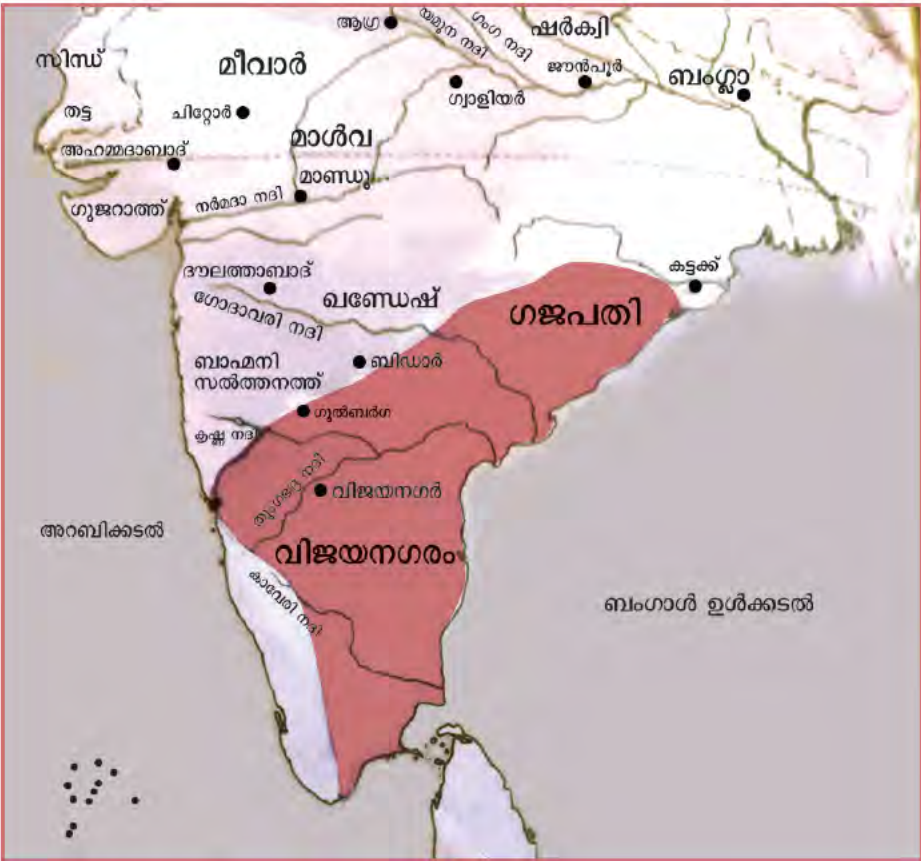 ആഗ്ര
യമുന നദി
ഗംഗ നദി
ഷർക്വി
സിന്ധ്
മീവാർ
ജൗൻപൂർ
ബംഗ്ലാ
ഗ്വാളിയർ
തട്ട
ചിറ്റോർ
മാൾവ
അഹമ്മദാബാദ്
മാണ്ഡു
ഗുജറാത്ത്
നർമദാ നദി
കട്ടക്ക്
ദൗലത്താബാദ്
ഖണ്ഡേഷ്
ഗജപതി
ഗോദാവരി നദി
ബാഹ്മനി
സൽത്തനത്ത്
ബിഡാർ
ഗുൽബർഗ
കൃഷ്ണ നദി
തുംഗഭദ്ര നദി
വിജയനഗർ
അറബിക്കടൽ
വിജയനഗരം
കാവേരി നദി
ബംഗാൾ ഉൾക്കടൽ